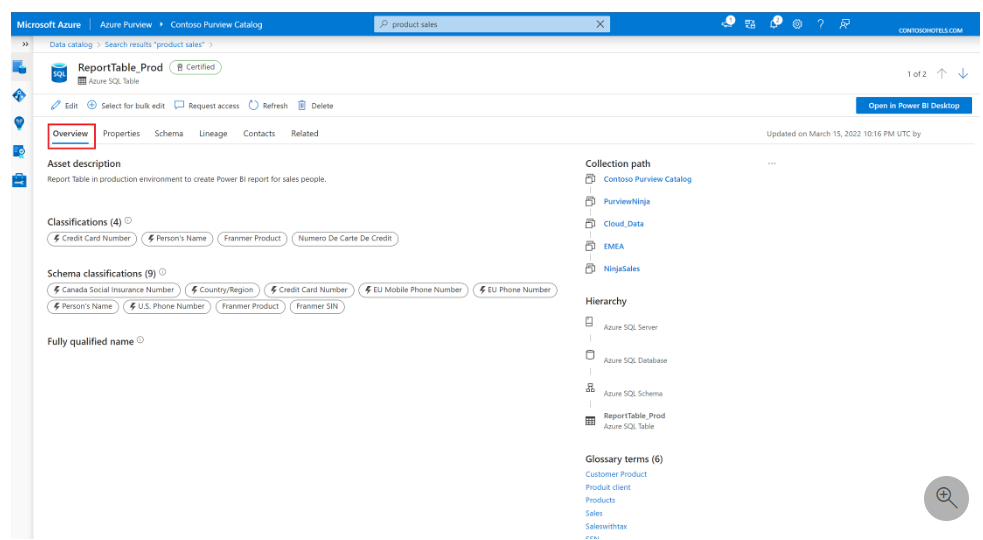 Microsoft Azure Azure Purview Contoso Purview Catalog product sales CONTOSOHOTELS.COM
Data catalog > Search results "product sales" >
SQL ReportTable_Prod Certified
Azure SQL Table
1 of 2
Edit Select for bulk edit Request access Refresh Delete Open in Power BI Desktop
Overview Properties Schema Lineage Contacts Related Updated on March 15, 2022 10:16 PM UTC by
Asset description
Report Table in production environment to create Power BI report for sales people.
Classifications (4)
Credit Card Number Person's Name Franmer Product Numero De Carte De Credit
Schema classifications (9)
Canada Social Insurance Number Country/Region Credit Card Number EU Mobile Phone Number EU Phone Number
Person's Name U.S. Phone Number Franmer Product Franmer SIN
Fully qualified name
Collection path
Contoso Purview Catalog
PurviewNinja
Cloud_Data
EMEA
NinjaSales
Hierarchy
Azure SQL Server
Azure SQL Database
Azure SQL Schema
ReportTable_Prod
Azure SQL Table
Glossary terms (6)
Customer Product
Produit client
Products
Sales
Saleswithtax